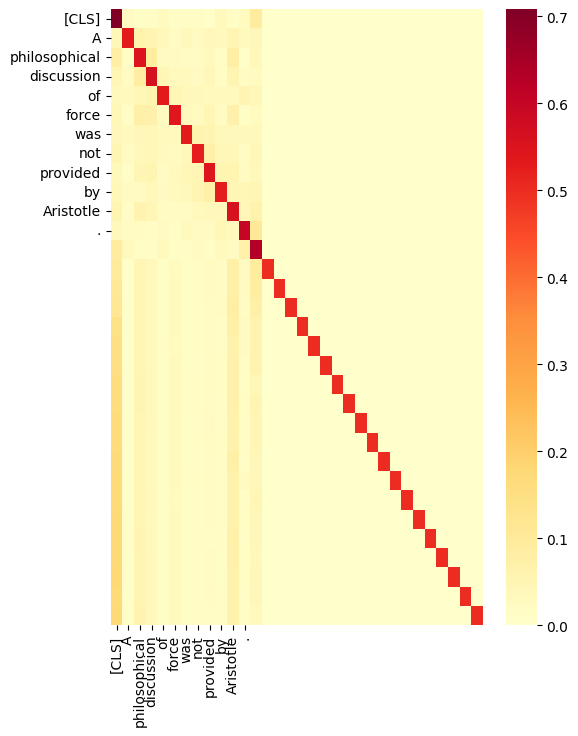 [CLS]
A
philosophical
discussion
of
force
was
not
provided
by
Aristotle
.
[CLS]
A
philosophical
discussion
of
force
was
not
provided
by
Aristotle
.
0.7
0.6
0.5
0.4
0.3
0.2
0.1
0.0